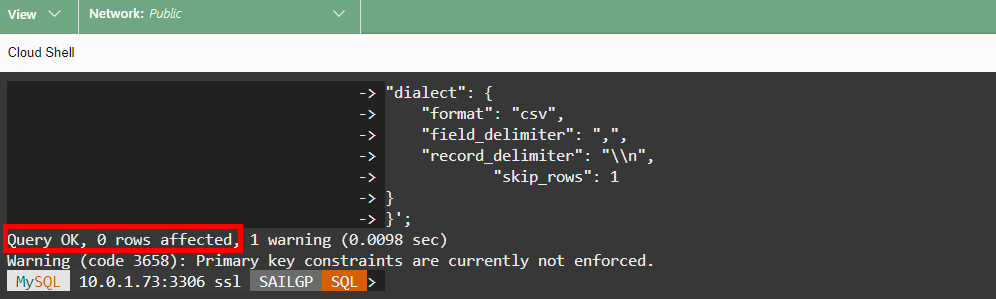 View Network: Public
Cloud Shell
-> "dialect": {
-> "format": "csv",
-> "field_delimiter": ",",
-> "record_delimiter": "\\n",
-> "skip_rows": 1
-> }
-> }';
Query OK, 0 rows affected, 1 warning (0.0098 sec)
Warning (code 3658): Primary key constraints are currently not enforced.
MySQL 10.0.1.73:3306 ssl SAILGP SQL >